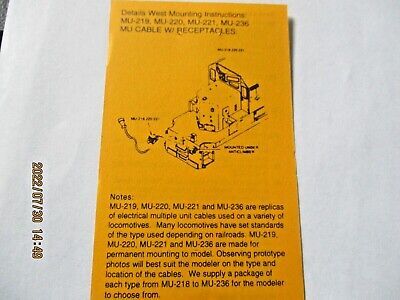 Details West Mounting Instructions:
MU-219, MU-220, MU-221, MU-236
MU CABLE W/ RECEPTACLES:
MU-219,220,221
MU-219,220,221
MOUNTED UNDER
ANTICLIMBER
Notes:
MU-219, MU-220, MU-221 and MU-236 are replicas
of electrical multiple unit cables used on a variety of
locomotives. Many locomotives have set standards
of the type used depending on railroads. MU-219,
MU-220, MU-221 and MU-236 are made for
permanent mounting to model. Observing prototype
photos will best suit the modeler on the type and
location of the cables. We supply a package of
each type from MU-218 to MU-236 for the modeler
to choose from.
2022/07/30 14:49